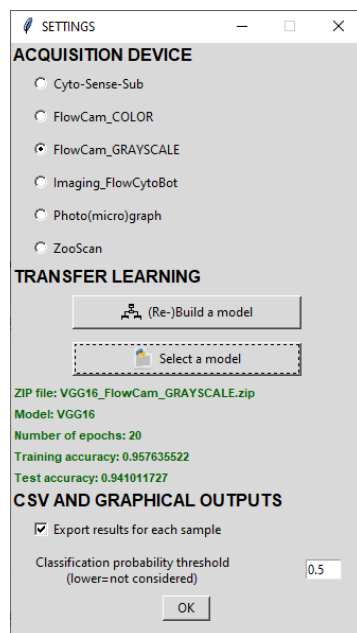 SETTINGS
ACQUISITION DEVICE
Cyto-Sense-Sub
FlowCam_COLOR
FlowCam_GRAYSCALE
Imaging_FlowCytoBot
Photo(micro)graph
ZooScan
TRANSFER LEARNING
(Re-)Build a model
Select a model
ZIP file: VGG16_FlowCam_GRAYSCALE.zip
Model: VGG16
Number of epochs: 20
Training accuracy: 0.957635522
Test accuracy: 0.941011727
CSV AND GRAPHICAL OUTPUTS
Export results for each sample
Classification probability threshold
(lower=not considered)
0.5
OK